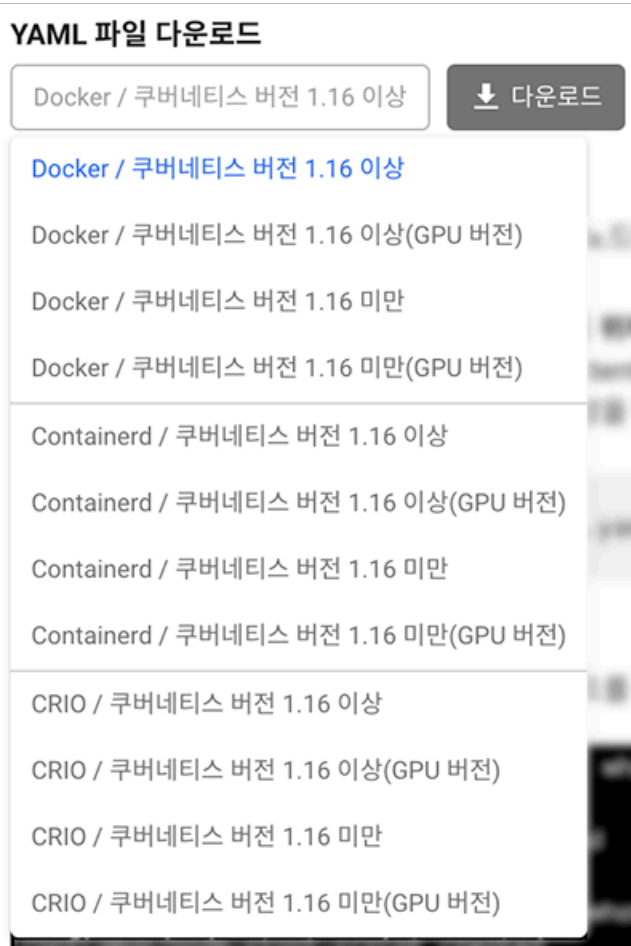 YAML 파일 다운로드
Docker / 쿠버네티스 버전 1.16 이상
다운로드
Docker / 쿠버네티스 버전 1.16 이상
Docker / 쿠버네티스 버전 1.16 이상(GPU 버전)
Docker / 쿠버네티스 버전 1.16 미만
Docker / 쿠버네티스 버전 1.16 미만(GPU 버전)
Containerd / 쿠버네티스 버전 1.16 이상
Containerd / 쿠버네티스 버전 1.16 이상(GPU 버전)
Containerd / 쿠버네티스 버전 1.16 미만
Containerd / 쿠버네티스 버전 1.16 미만(GPU 버전)
CRIO / 쿠버네티스 버전 1.16 이상
CRIO / 쿠버네티스 버전 1.16 이상(GPU 버전)
CRIO / 쿠버네티스 버전 1.16 미만
CRIO / 쿠버네티스 버전 1.16 미만(GPU 버전)